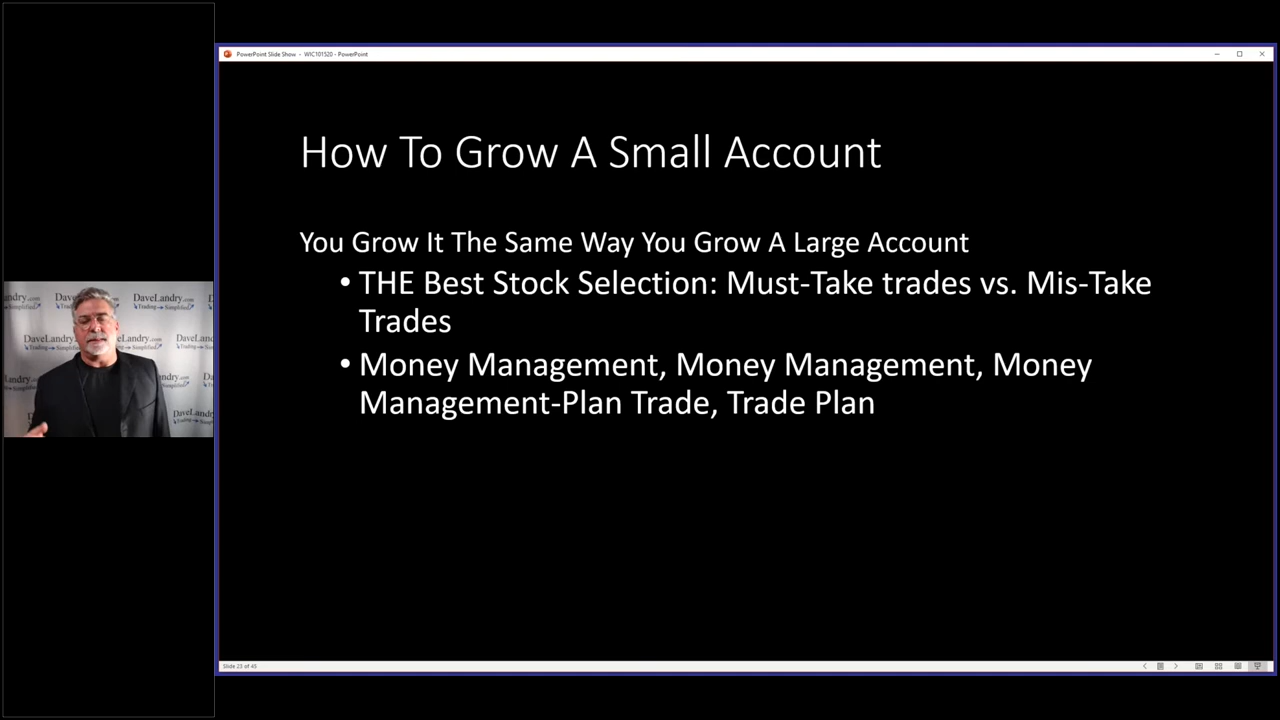 PowerPoint Slide Show - WIC101520 - PowerPoint
How To Grow A Small Account
You Grow It The Same Way You Grow A Large Account
• THE Best Stock Selection: Must-Take trades vs. Mis-Take
Trades
• Money Management, Money Management, Money
Management-Plan Trade, Trade Plan
DaveLandry.com
Trading Simplified
Slide 23 of 45